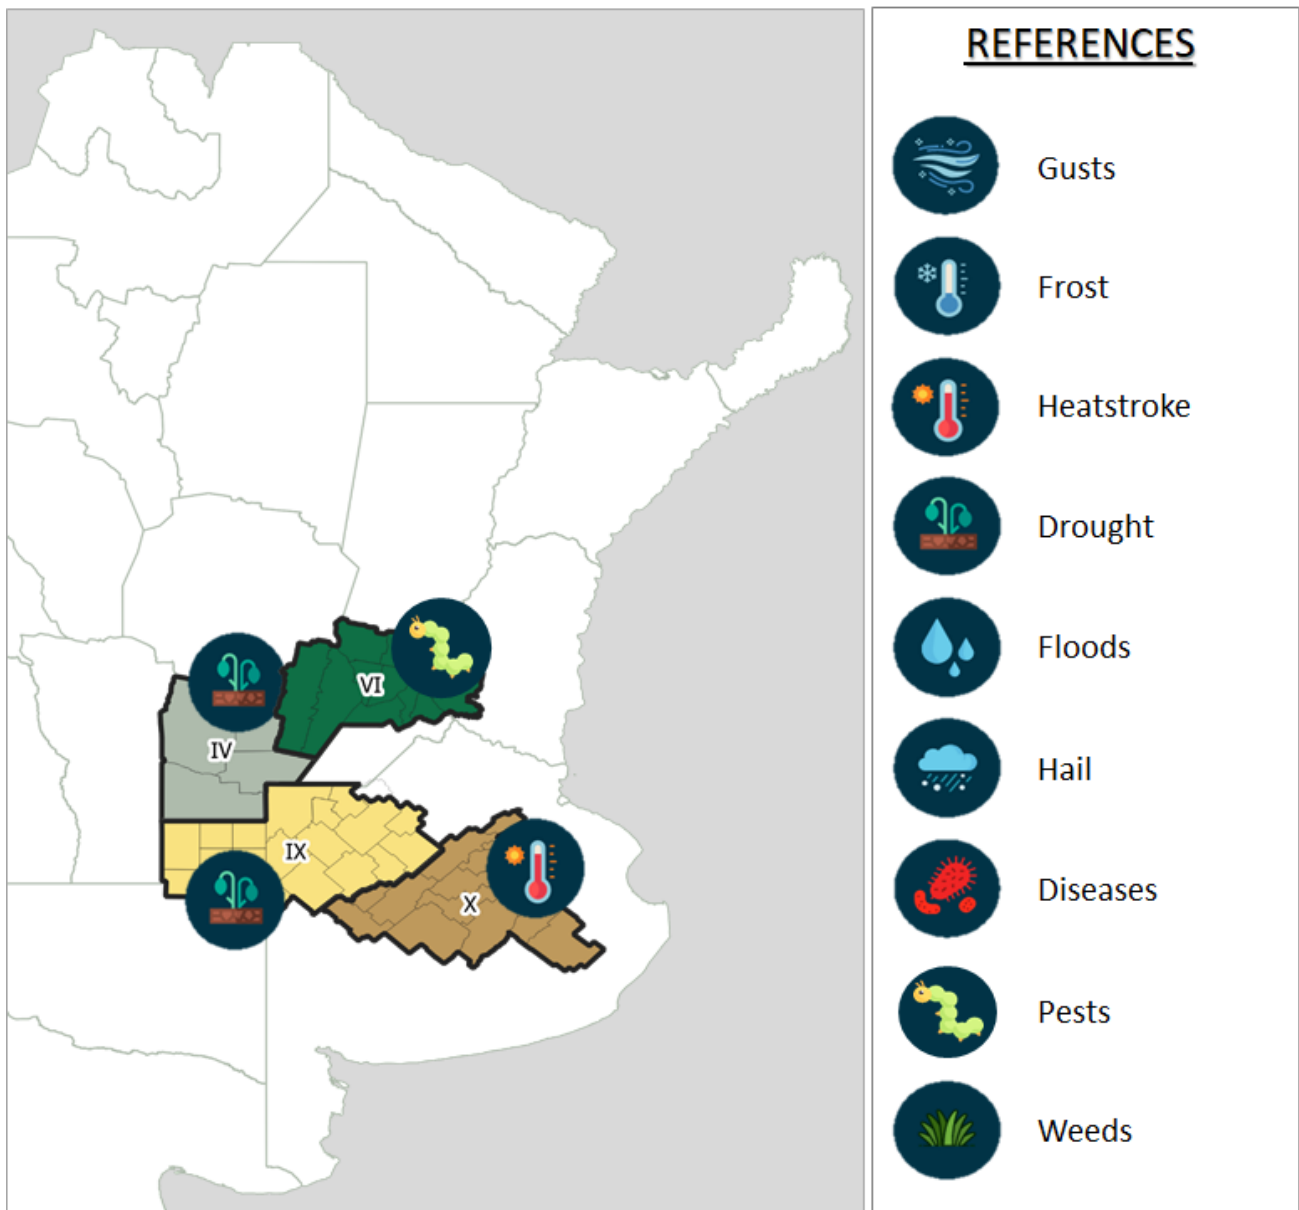 REFERENCES
Gusts
Frost
Heatstroke
Drought
Floods
Hail
Diseases
Pests
Weeds
VI
IV
IX
X